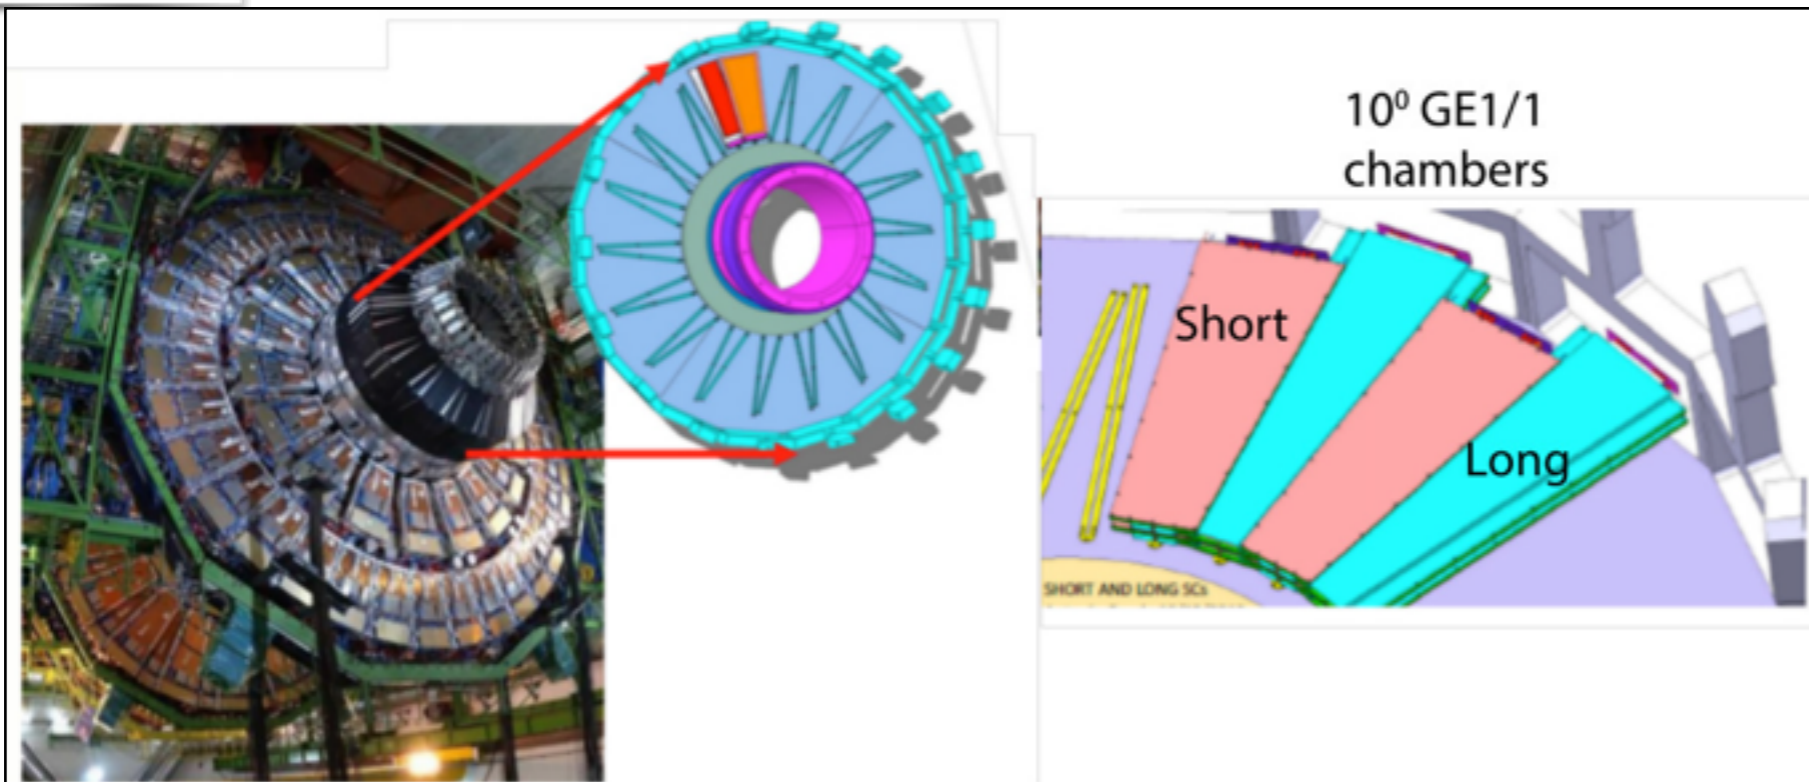 10⁰ GE1/1
chambers
Short
Long
SHORT AND LONG SCs